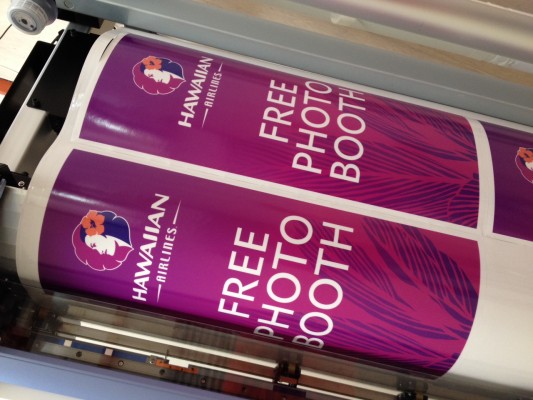 HAWAIIAN
AIRLINES
FREE
PHOTO
BOOTH
HAWAIIAN
AIRLINES
FREE
PHOTO
BOOTH